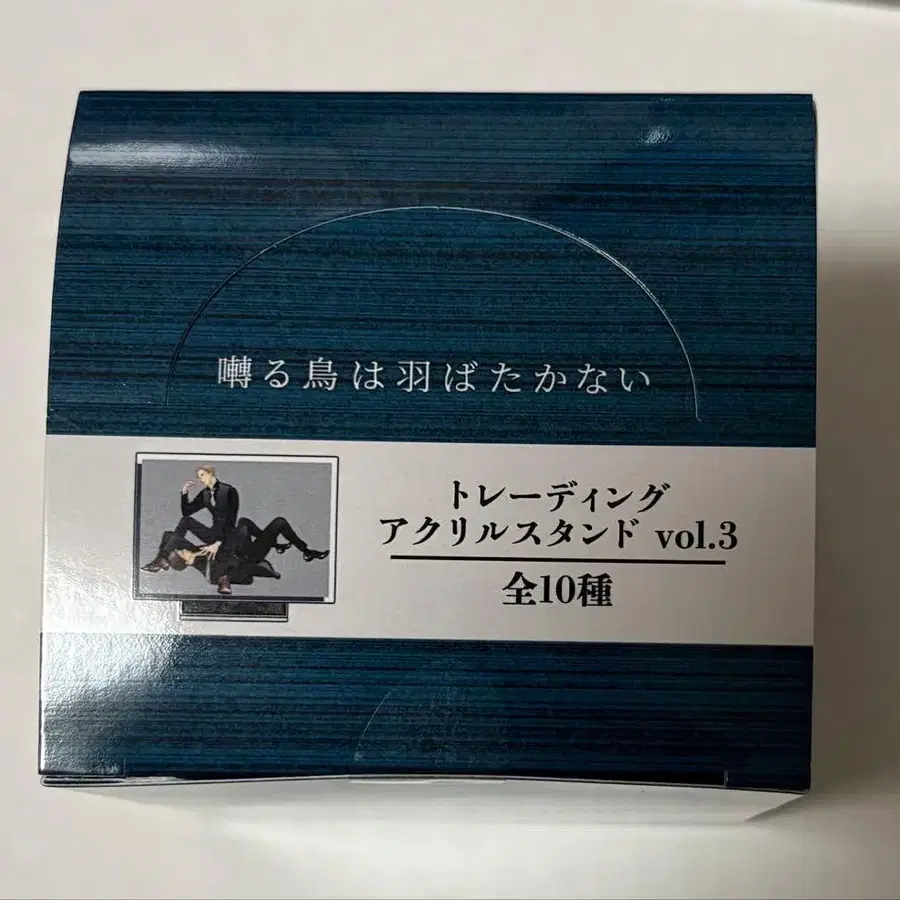 囀る鳥は羽ばたかない
トレーディング
アクリルスタンド vol.3
全10種